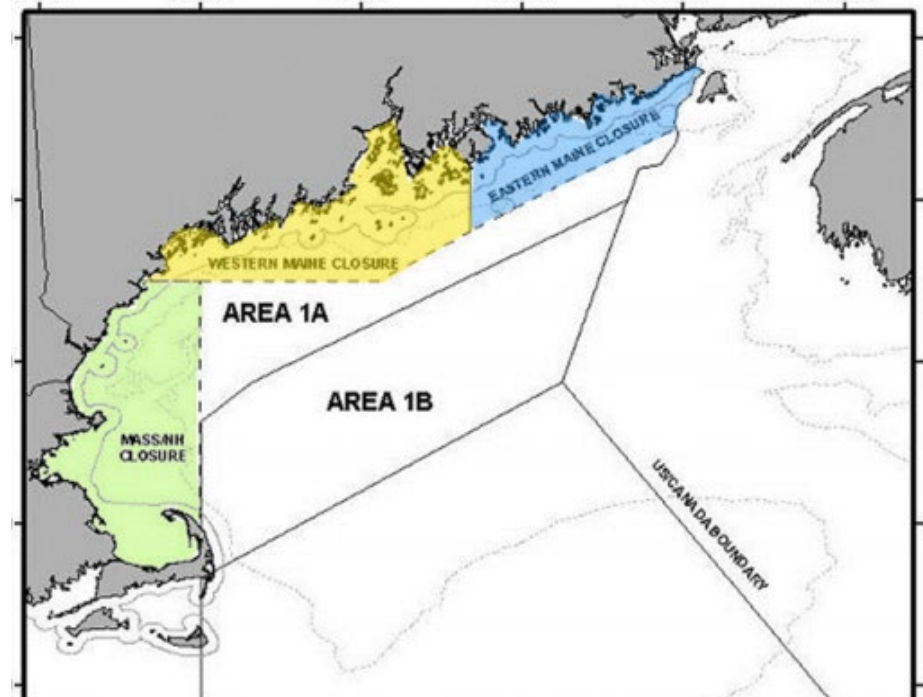 EASTERN MAINE CLOSURE
WESTERN MAINE CLOSURE
AREA 1A
AREA 1B
MASS/NH
CLOSURE
US/CANADA BOUNDARY